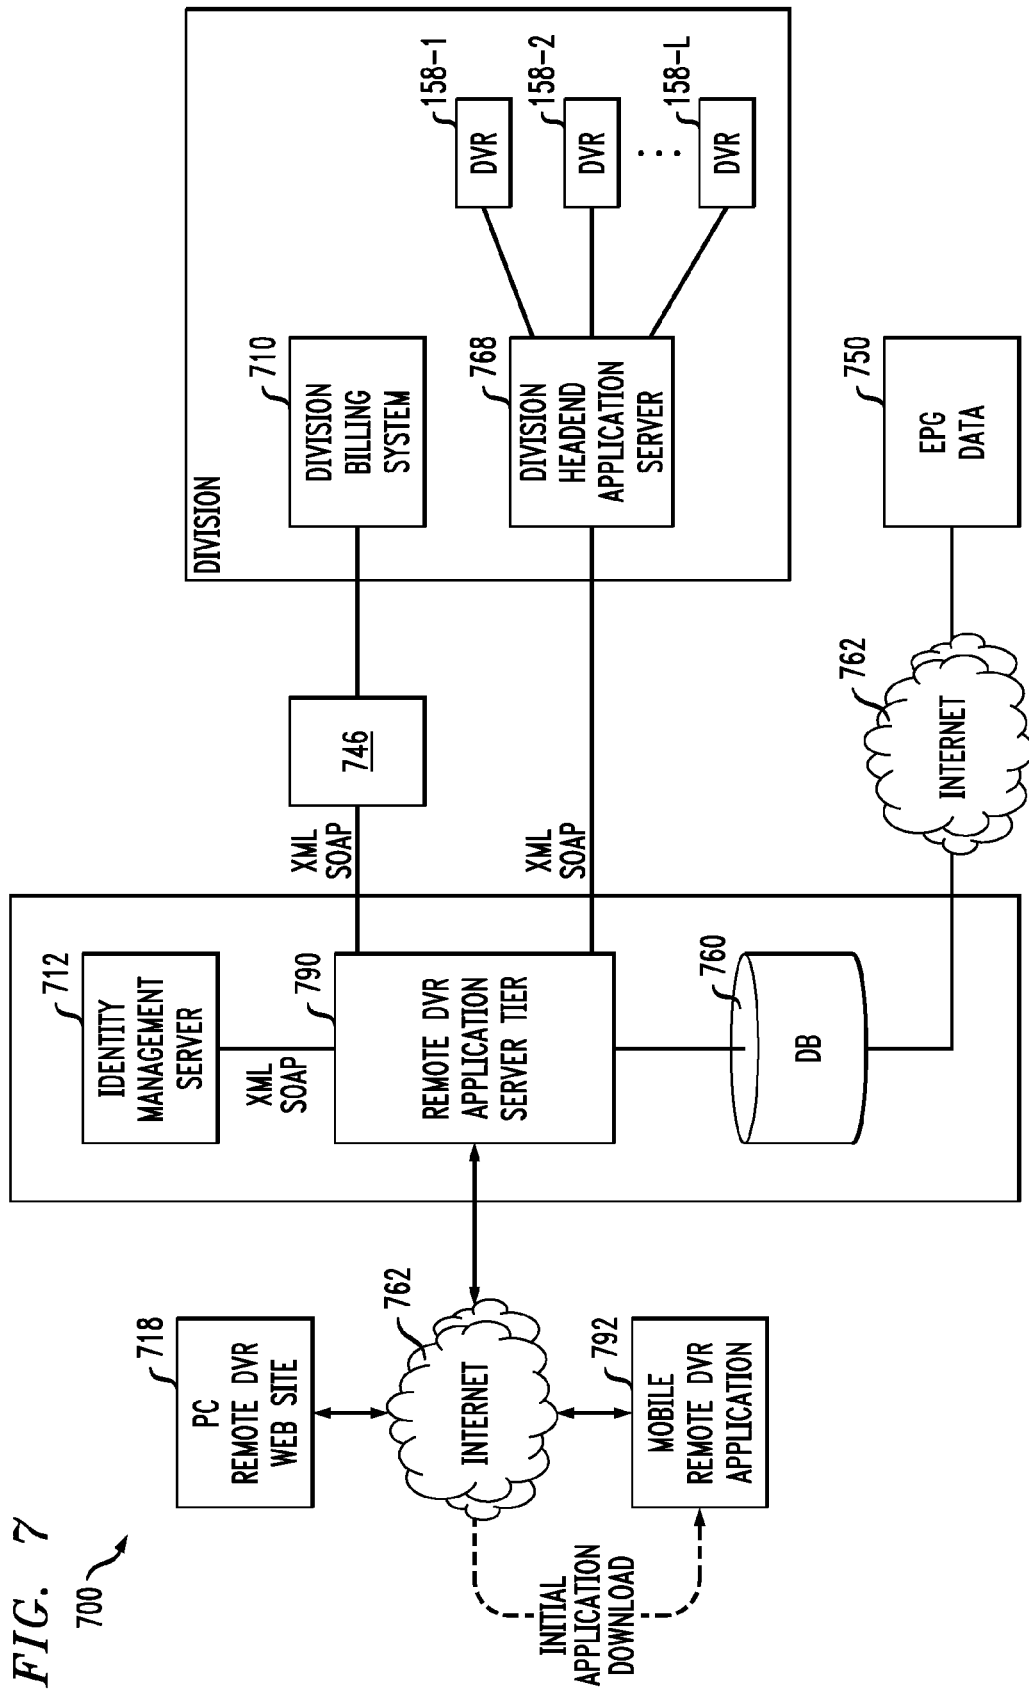 FIG. 7
700
718
PC
REMOTE DVR
WEB SITE
762
INTERNET
792
MOBILE
REMOTE DVR
APPLICATION
INITIAL
APPLICATION
DOWNLOAD
712
IDENTITY
MANAGEMENT
SERVER
XML
SOAP
790
REMOTE DVR
APPLICATION
SERVER TIER
760
DB
XML
SOAP
746
XML
SOAP
762
INTERNET
DIVISION
710
DIVISION
BILLING
SYSTEM
768
DIVISION
HEADEND
APPLICATION
SERVER
750
EPG
DATA
158-1
DVR
158-2
DVR
...
158-L
DVR